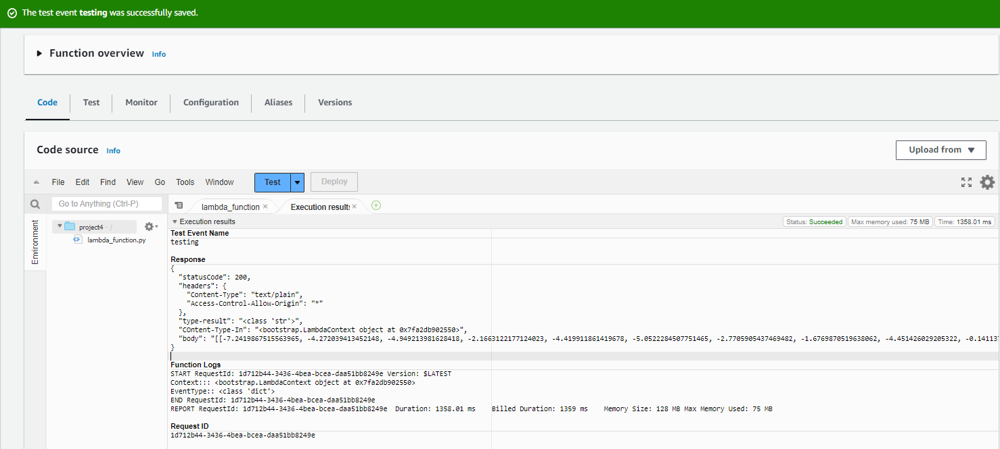 The test event testing was successfully saved.
Function overview Info
Code Test Monitor Configuration Aliases Versions
Code source Info
Upload from
File Edit Find View Go Tools Window Test Deploy
Go to Anything (Ctrl-P)
lambda_function × Execution results ×
Environment
project4 - /
lambda_function.py
Execution results
Status: Succeeded Max memory used: 75 MB Time: 1358.01 ms
Test Event Name
testing
Response
{
"statusCode": 200,
"headers": {
"Content-Type": "text/plain",
"Access-Control-Allow-Origin": "*"
},
"type-result": "<class 'str'>",
"COntent-Type-In": "<bootstrap.LambdaContext object at 0x7fa2db902550>",
"body": "[[-7.2419867515563965, -4.272039413452148, -4.949213981628418, -2.1663122177124023, -4.419911861419678, -5.0522284507751465, -2.7705905437469482, -1.6769870519638062, -4.451426029205322, -0.141137
}
Function Logs
START RequestId: 1d712b44-3436-4bea-bcea-daa51bb8249e Version: $LATEST
Context::: <bootstrap.LambdaContext object at 0x7fa2db902550>
EventType:: <class 'dict'>
END RequestId: 1d712b44-3436-4bea-bcea-daa51bb8249e
REPORT RequestId: 1d712b44-3436-4bea-bcea-daa51bb8249e Duration: 1358.01 ms Billed Duration: 1359 ms Memory Size: 128 MB Max Memory Used: 75 MB
Request ID
1d712b44-3436-4bea-bcea-daa51bb8249e